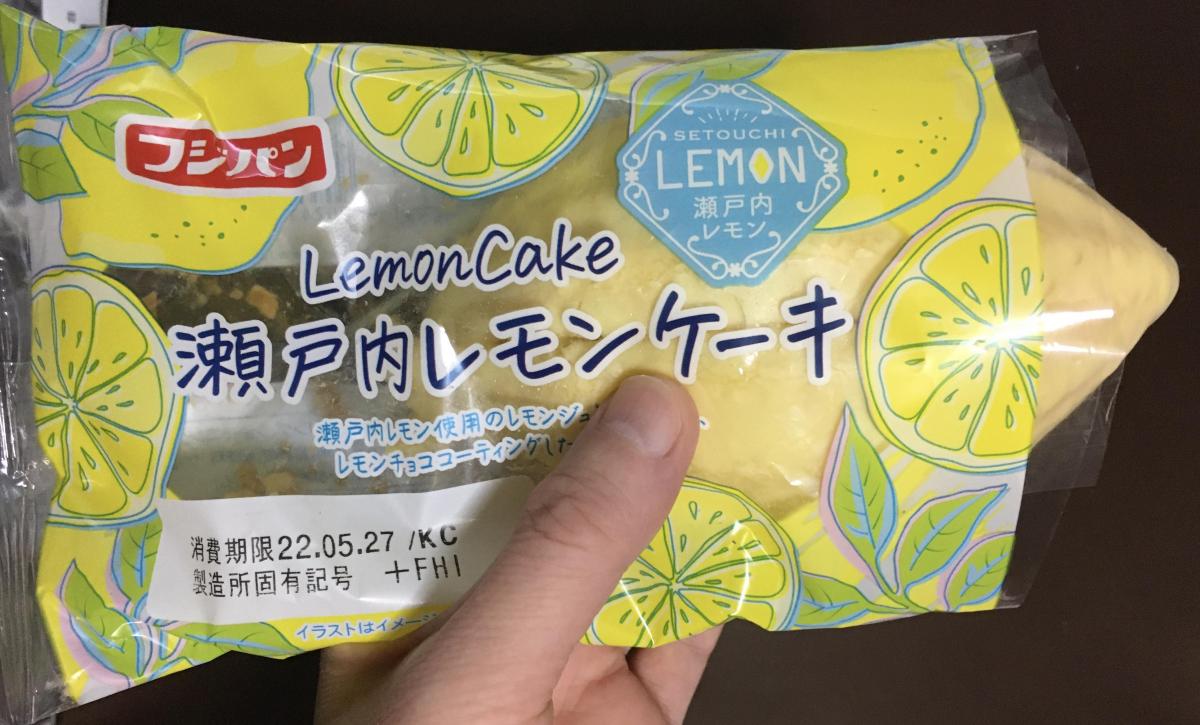 フジパン
SETOUCHI
LEMON
瀬戸内
レモン
LemonCake
瀬戸内レモンケーキ
瀬戸内レモン使用のレモンジュ
レモンチョココーティングした
消費期限22.05.27 /KC
製造所固有記号 +FHI
イラストはイメージ